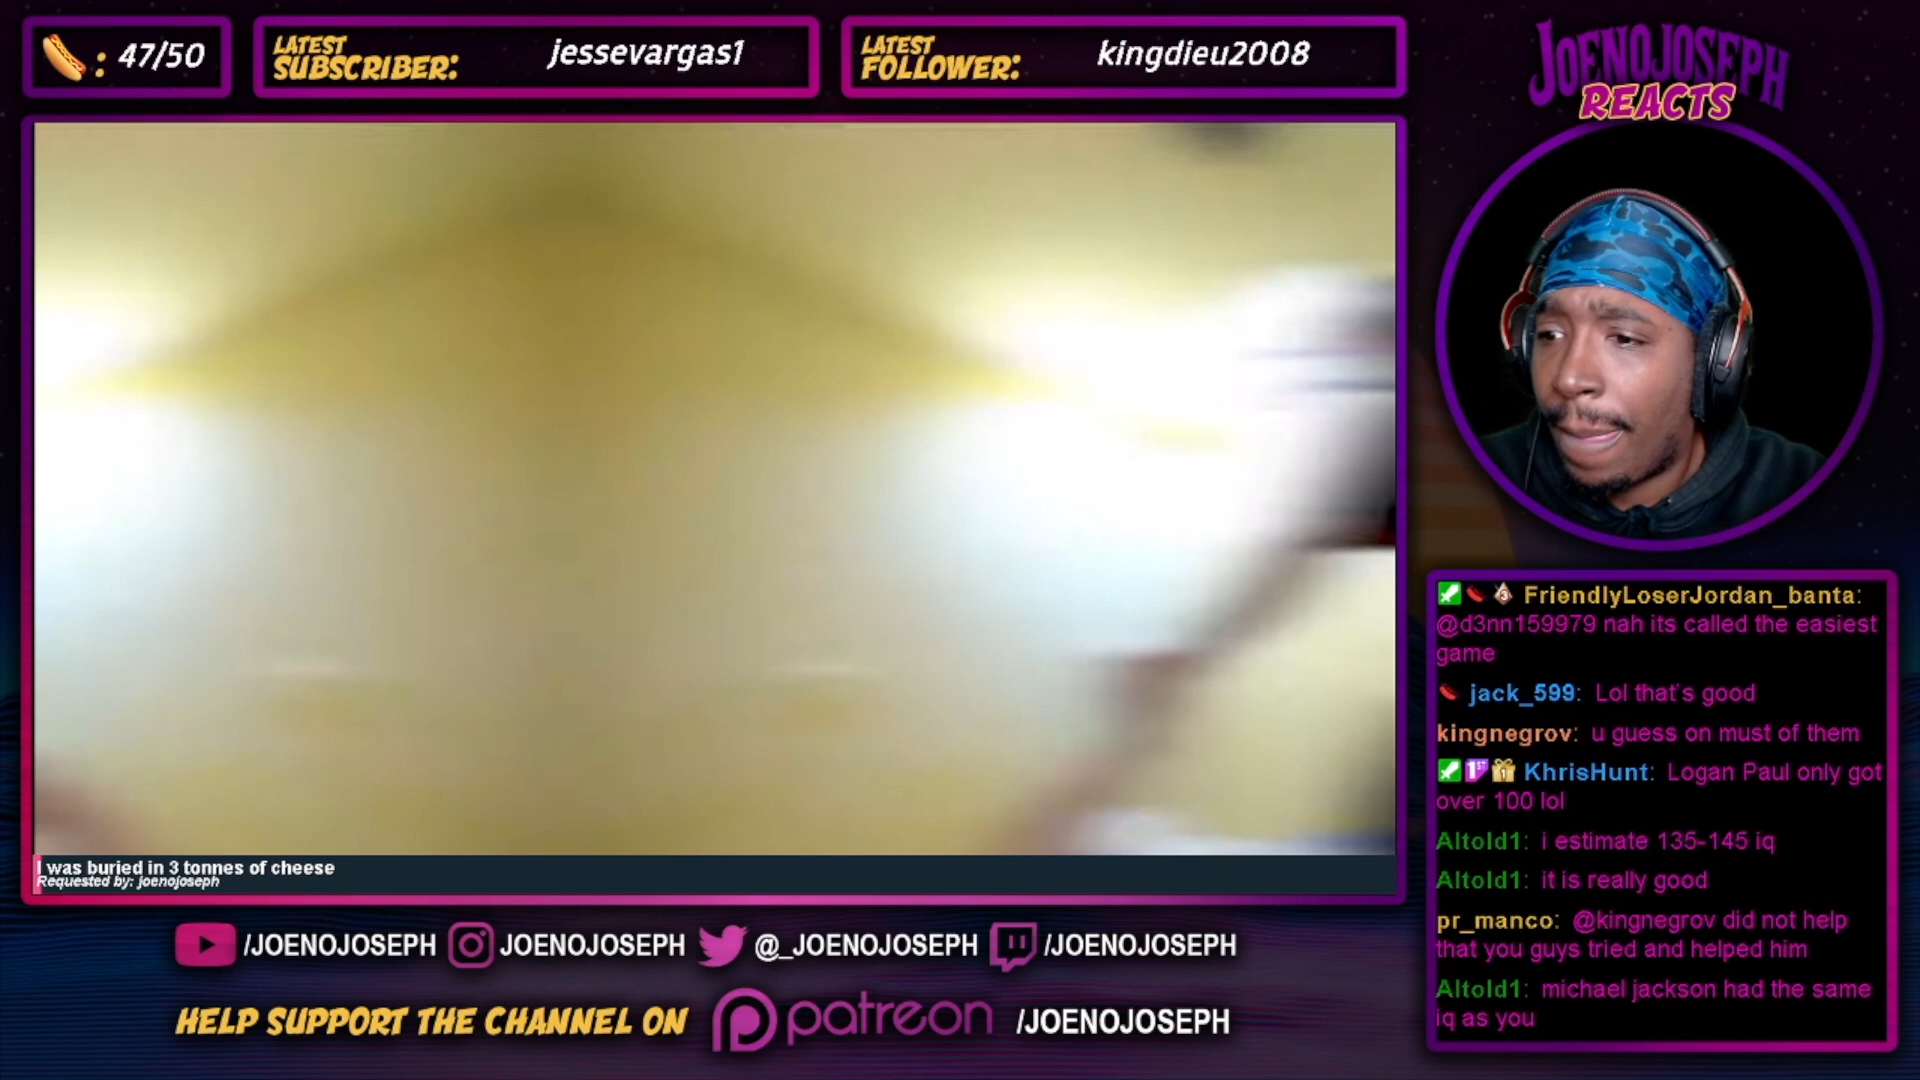 : 47/50
LATEST
SUBSCRIBER:
jessevargas1
LATEST
FOLLOWER:
kingdieu2008
JOENOJOSEPH
REACTS
I was buried in 3 tonnes of cheese
Requested by: joenojoseph
FriendlyLoserJordan_banta:
@d3nn159979 nah its called the easiest
game
jack_599: Lol that's good
kingnegrov: u guess on must of them
1ST 1 KhrisHunt: Logan Paul only got
over 100 lol
Altold1: i estimate 135-145 iq
Altold1: it is really good
pr_manco: @kingnegrov did not help
that you guys tried and helped him
Altold1: michael jackson had the same
iq as you
/JOENOJOSEPH JOENOJOSEPH @_JOENOJOSEPH /JOENOJOSEPH
HELP SUPPORT THE CHANNEL ON patreon /JOENOJOSEPH